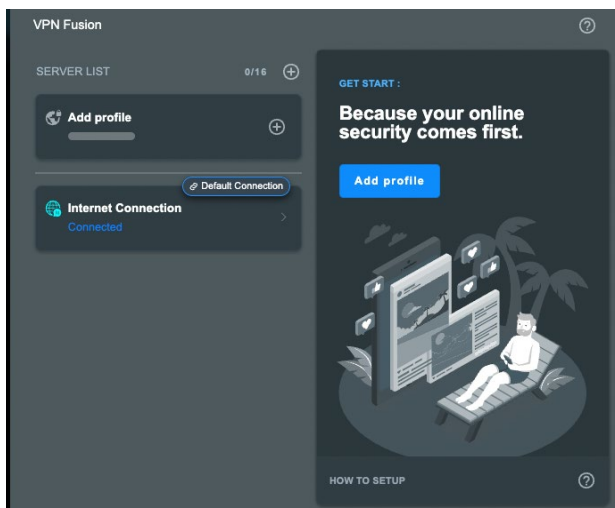 VPN Fusion
SERVER LIST 0/16
Add profile
Default Connection
Internet Connection
Connected
GET START :
Because your online
security comes first.
Add profile
HOW TO SETUP